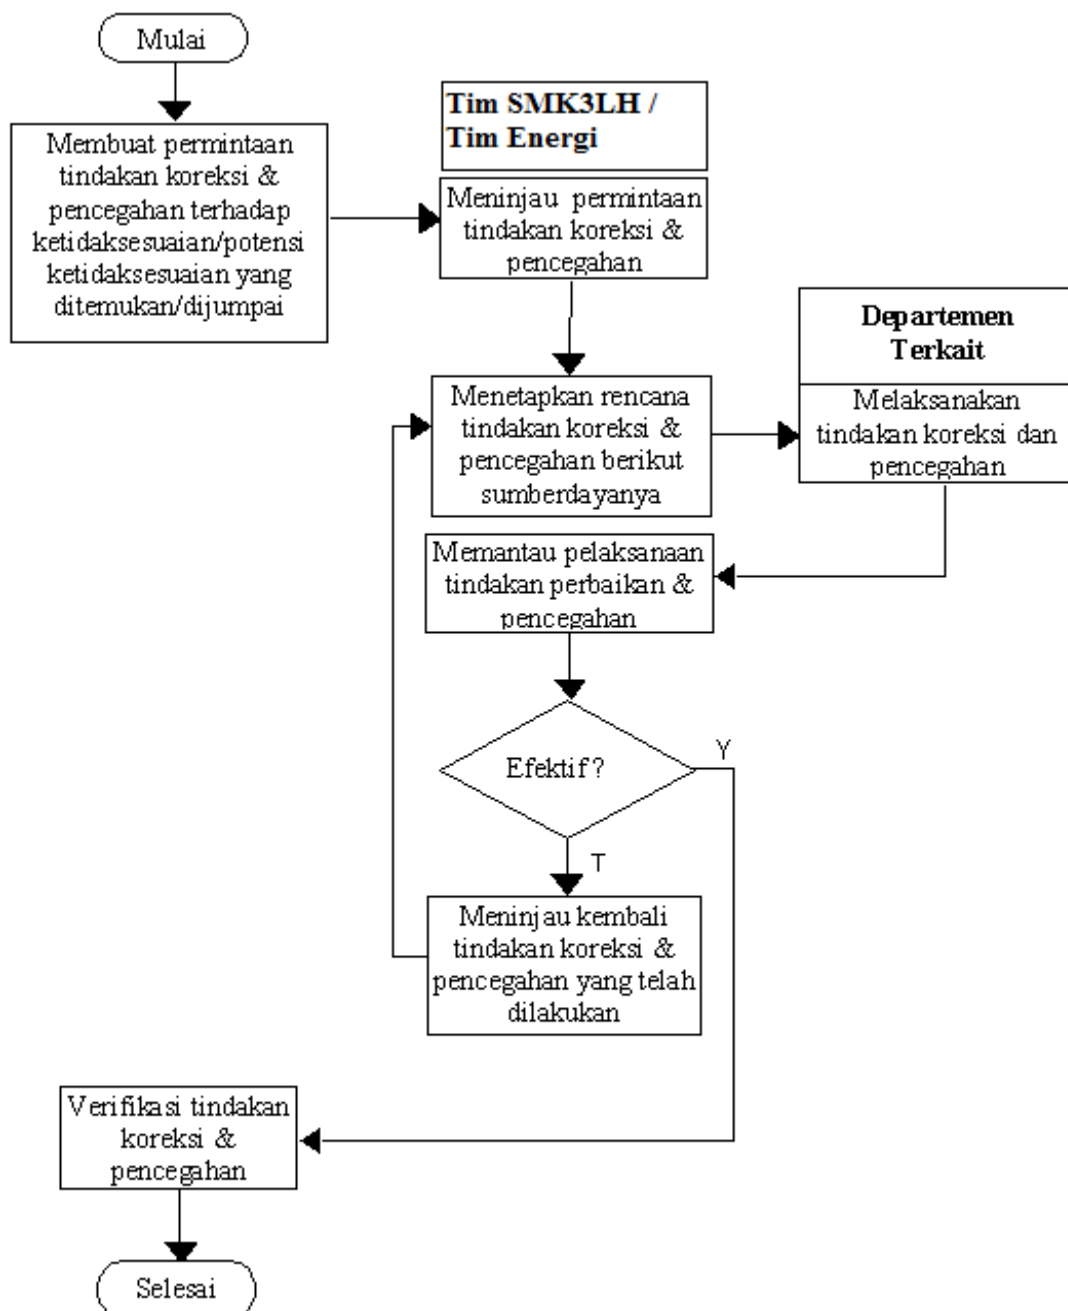 Mulai
Membuat permintaan
tindakan koreksi &
pencegahan terhadap
ketidaksesuaian/potensi
ketidaksesuaian yang
ditemukan/dijumpai
Tim SMK3LH /
Tim Energi
Meninjau permintaan
tindakan koreksi &
pencegahan
Menetapkan rencana
tindakan koreksi &
pencegahan berikut
sumberdayanya
Departemen
Terkait
Melaksanakan
tindakan koreksi dan
pencegahan
Memantau pelaksanaan
tindakan perbaikan &
pencegahan
Efektif?
Y
T
Meninjau kembali
tindakan koreksi &
pencegahan yang telah
dilakukan
Verifikasi tindakan
koreksi &
pencegahan
Selesai